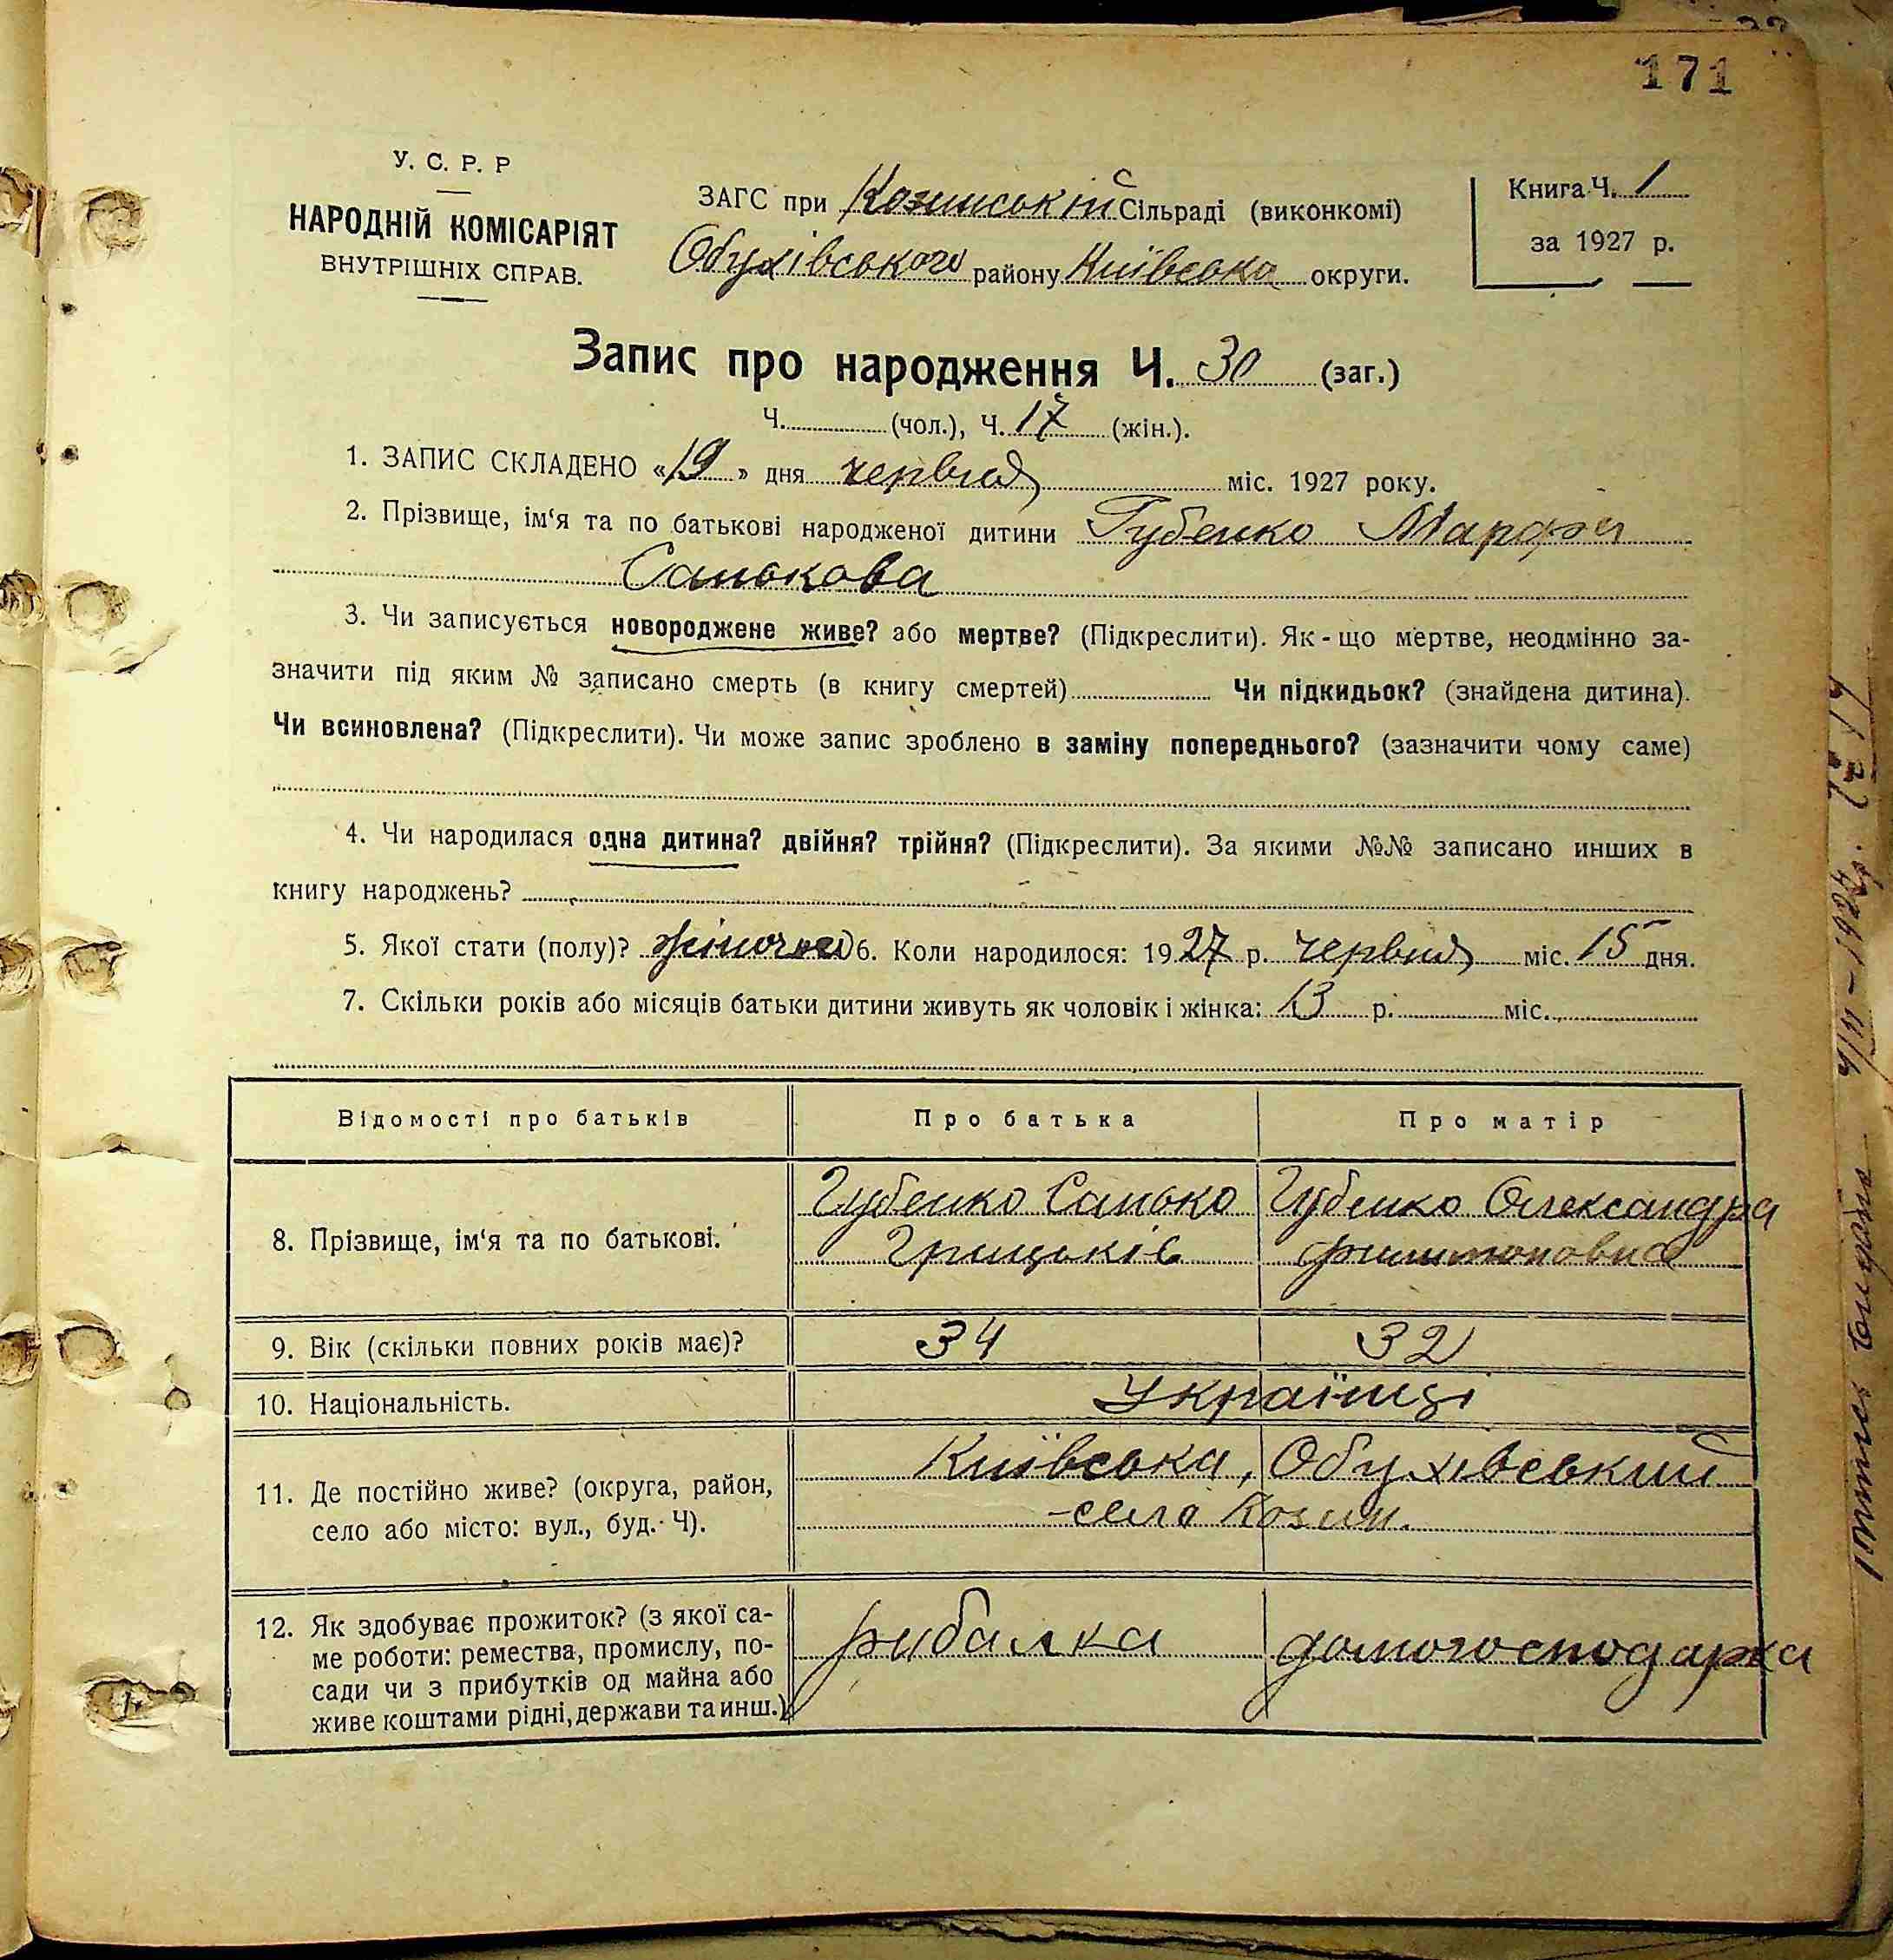 171
У. С. Р. Р
НАРОДНІЙ КОМІСАРІЯТ
ВНУТРІШНІХ СПРАВ.
ЗАГС при Козинській Сільраді (виконкомі)
Обухівського району Київська округи.
Книга Ч. 1
за 1927 р.
Запис про народження Ч. 30 (заг.)
Ч. (чол.), Ч. 17 (жін.).
1. ЗАПИС СКЛАДЕНО «19» дня червня міс. 1927 року.
2. Прізвище, ім‘я та по батькові народженої дитини Губенко Марфа
Санькова
3. Чи записується новороджене живе? або мертве? (Підкреслити). Як-що мертве, неодмінно за-
значити під яким № записано смерть (в книгу смертей) Чи підкидьок? (знайдена дитина).
Чи всиновлена? (Підкреслити). Чи може запис зроблено в заміну попереднього? (зазначити чому саме)
4. Чи народилася одна дитина? двійня? трійня? (Підкреслити). За якими №№ записано инших в
книгу народжень?
5. Якої стати (полу)? жіночої 6. Коли народилося: 1927 р. червня міс. 15 дня.
7. Скільки років або місяців батьки дитини живуть як чоловік і жінка: 13 р. міс.
Відомості про батьків Про батька Про матір
8. Прізвище, ім‘я та по батькові. Губенко Санько Губенко Олександра
Грицьків
9. Вік (скільки повних років має)? 34 32
10. Національність. Українці
11. Де постійно живе? (округа, район, Київська, Обухівський
село або місто: вул., буд. Ч). село Козин.
12. Як здобуває прожиток? (з якої са- рибалка домогосподарка
ме роботи: ремества, промислу, по-
сади чи з прибутків од майна або
живе коштами рідні, держави та инш.)